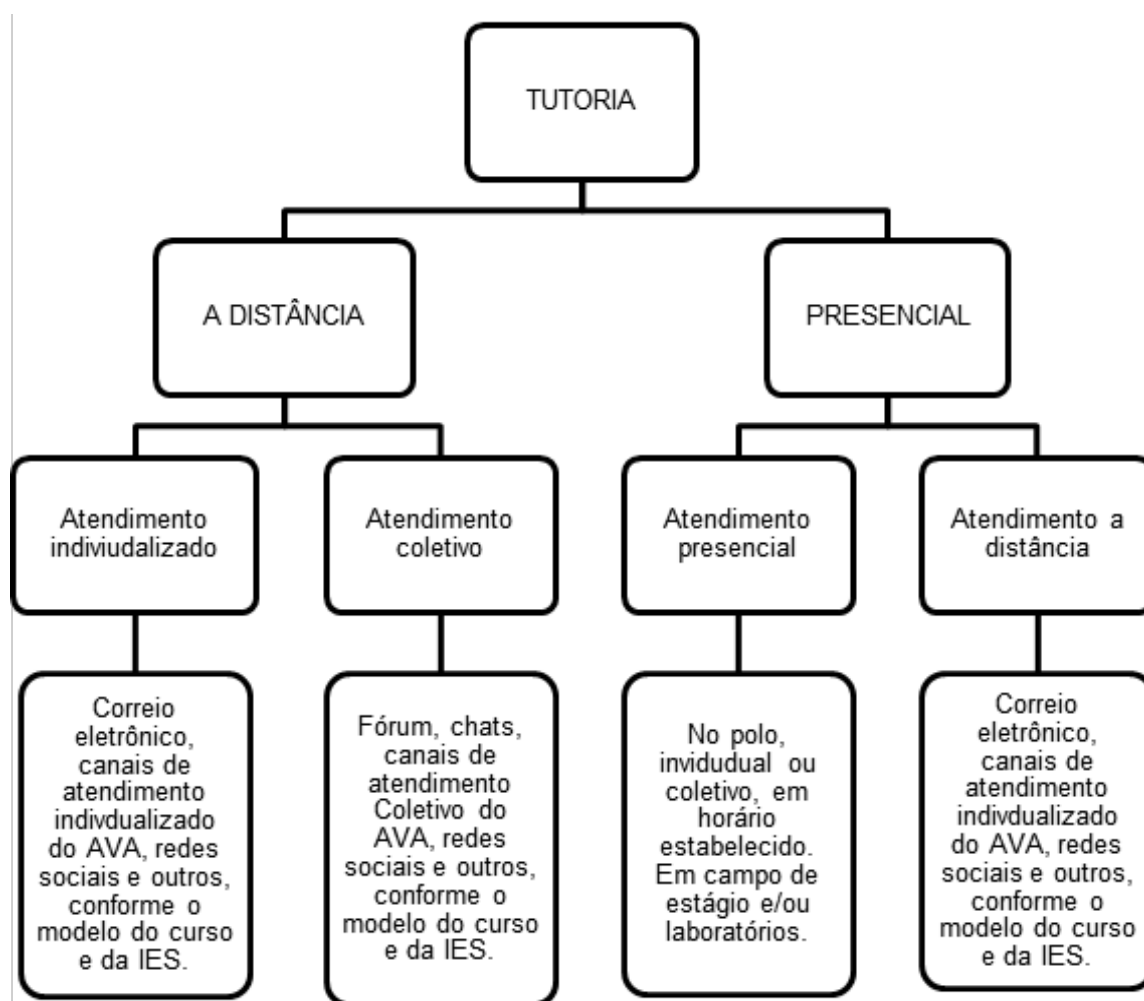 TUTORIA
A DISTÂNCIA
PRESENCIAL
Atendimento
indiviudalizado
Atendimento
coletivo
Atendimento
presencial
Atendimento a
distância
Correio
eletrônico,
canais de
atendimento
indivdualizado
do AVA, redes
sociais e outros,
conforme o
modelo do curso
e da IES.
Fórum, chats,
canais de
atendimento
Coletivo do
AVA, redes
sociais e outros,
conforme o
modelo do curso
e da IES.
No polo,
invidudual ou
coletivo, em
horário
estabelecido.
Em campo de
estágio e/ou
laboratórios.
Correio
eletrônico,
canais de
atendimento
indivdualizado
do AVA, redes
sociais e outros,
conforme o
modelo do curso
e da IES.